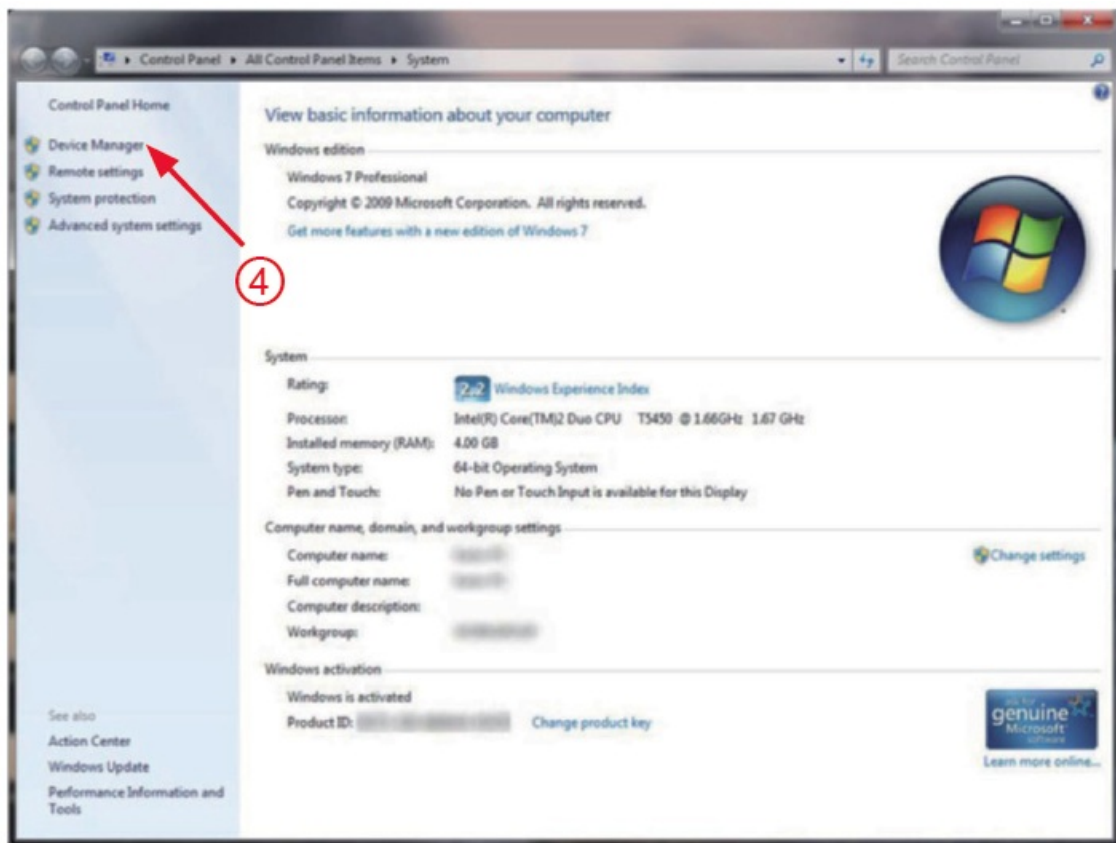 Control Panel ▸ All Control Panel Items ▸ System
Search Control Panel
Control Panel Home
Device Manager
Remote settings
System protection
Advanced system settings
4
View basic information about your computer
Windows edition
Windows 7 Professional
Copyright © 2009 Microsoft Corporation. All rights reserved.
Get more features with a new edition of Windows 7
System
Rating: 2.2 Windows Experience Index
Processor: Intel(R) Core(TM)2 Duo CPU T5450 @ 1.66GHz 1.67 GHz
Installed memory (RAM): 4.00 GB
System type: 64-bit Operating System
Pen and Touch: No Pen or Touch Input is available for this Display
Computer name, domain, and workgroup settings
Computer name:
Change settings
Full computer name:
Computer description:
Workgroup:
Windows activation
Windows is activated
Product ID: Change product key
ask for
genuine
Microsoft
software
Learn more online...
See also
Action Center
Windows Update
Performance Information and
Tools